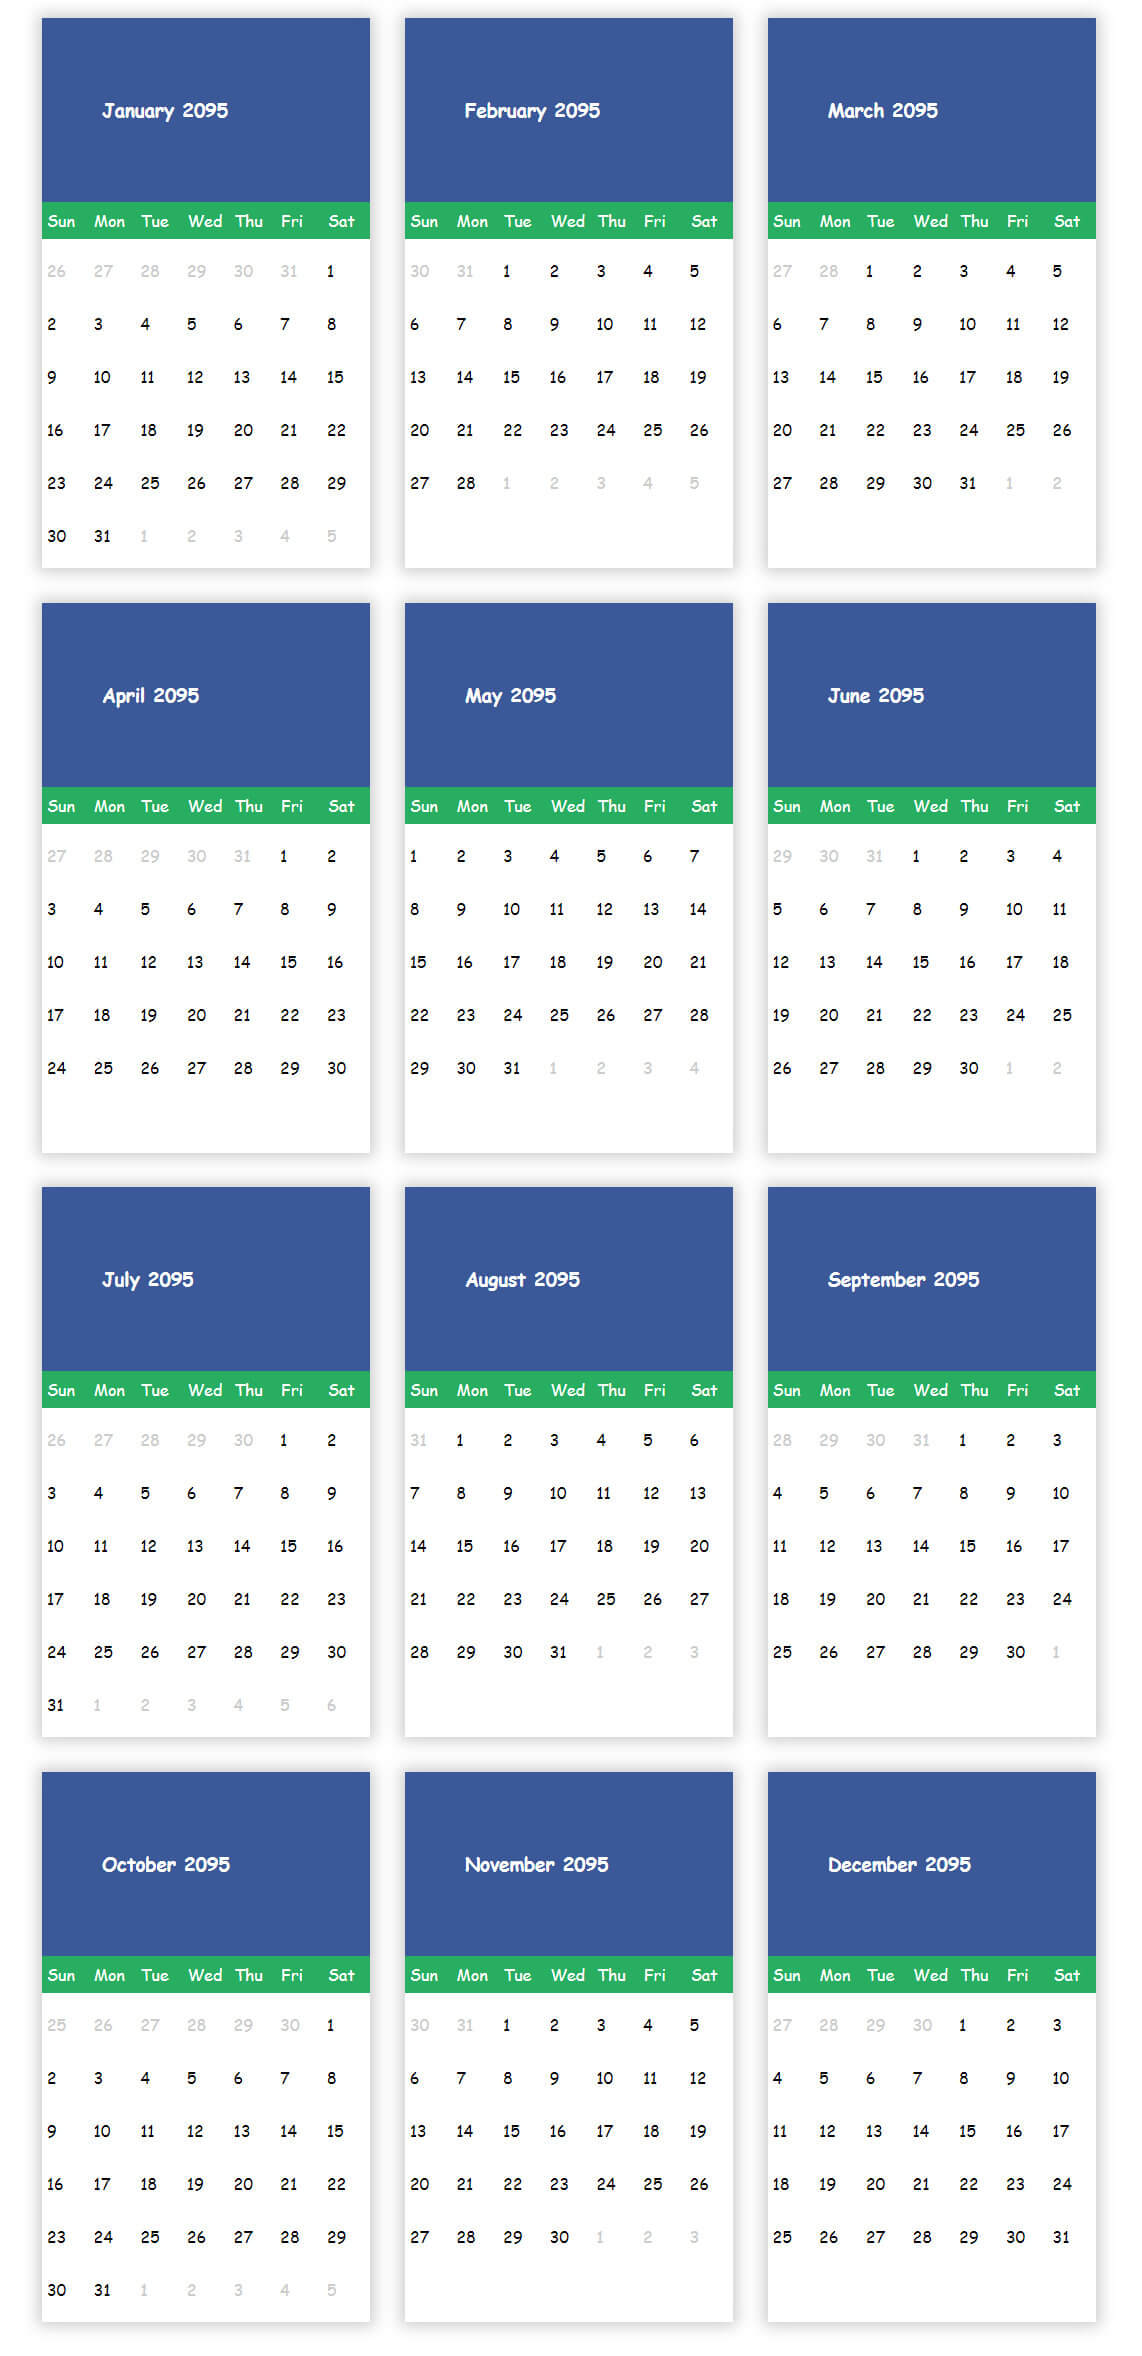 January 2095
Sun Mon Tue Wed Thu Fri Sat
26 27 28 29 30 31 1
2 3 4 5 6 7 8
9 10 11 12 13 14 15
16 17 18 19 20 21 22
23 24 25 26 27 28 29
30 31 1 2 3 4 5
February 2095
Sun Mon Tue Wed Thu Fri Sat
30 31 1 2 3 4 5
6 7 8 9 10 11 12
13 14 15 16 17 18 19
20 21 22 23 24 25 26
27 28 1 2 3 4 5
March 2095
Sun Mon Tue Wed Thu Fri Sat
27 28 1 2 3 4 5
6 7 8 9 10 11 12
13 14 15 16 17 18 19
20 21 22 23 24 25 26
27 28 29 30 31 1 2
April 2095
Sun Mon Tue Wed Thu Fri Sat
27 28 29 30 31 1 2
3 4 5 6 7 8 9
10 11 12 13 14 15 16
17 18 19 20 21 22 23
24 25 26 27 28 29 30
May 2095
Sun Mon Tue Wed Thu Fri Sat
1 2 3 4 5 6 7
8 9 10 11 12 13 14
15 16 17 18 19 20 21
22 23 24 25 26 27 28
29 30 31 1 2 3 4
June 2095
Sun Mon Tue Wed Thu Fri Sat
29 30 31 1 2 3 4
5 6 7 8 9 10 11
12 13 14 15 16 17 18
19 20 21 22 23 24 25
26 27 28 29 30 1 2
July 2095
Sun Mon Tue Wed Thu Fri Sat
26 27 28 29 30 1 2
3 4 5 6 7 8 9
10 11 12 13 14 15 16
17 18 19 20 21 22 23
24 25 26 27 28 29 30
31 1 2 3 4 5 6
August 2095
Sun Mon Tue Wed Thu Fri Sat
31 1 2 3 4 5 6
7 8 9 10 11 12 13
14 15 16 17 18 19 20
21 22 23 24 25 26 27
28 29 30 31 1 2 3
September 2095
Sun Mon Tue Wed Thu Fri Sat
28 29 30 31 1 2 3
4 5 6 7 8 9 10
11 12 13 14 15 16 17
18 19 20 21 22 23 24
25 26 27 28 29 30 1
October 2095
Sun Mon Tue Wed Thu Fri Sat
25 26 27 28 29 30 1
2 3 4 5 6 7 8
9 10 11 12 13 14 15
16 17 18 19 20 21 22
23 24 25 26 27 28 29
30 31 1 2 3 4 5
November 2095
Sun Mon Tue Wed Thu Fri Sat
30 31 1 2 3 4 5
6 7 8 9 10 11 12
13 14 15 16 17 18 19
20 21 22 23 24 25 26
27 28 29 30 1 2 3
December 2095
Sun Mon Tue Wed Thu Fri Sat
27 28 29 30 1 2 3
4 5 6 7 8 9 10
11 12 13 14 15 16 17
18 19 20 21 22 23 24
25 26 27 28 29 30 31